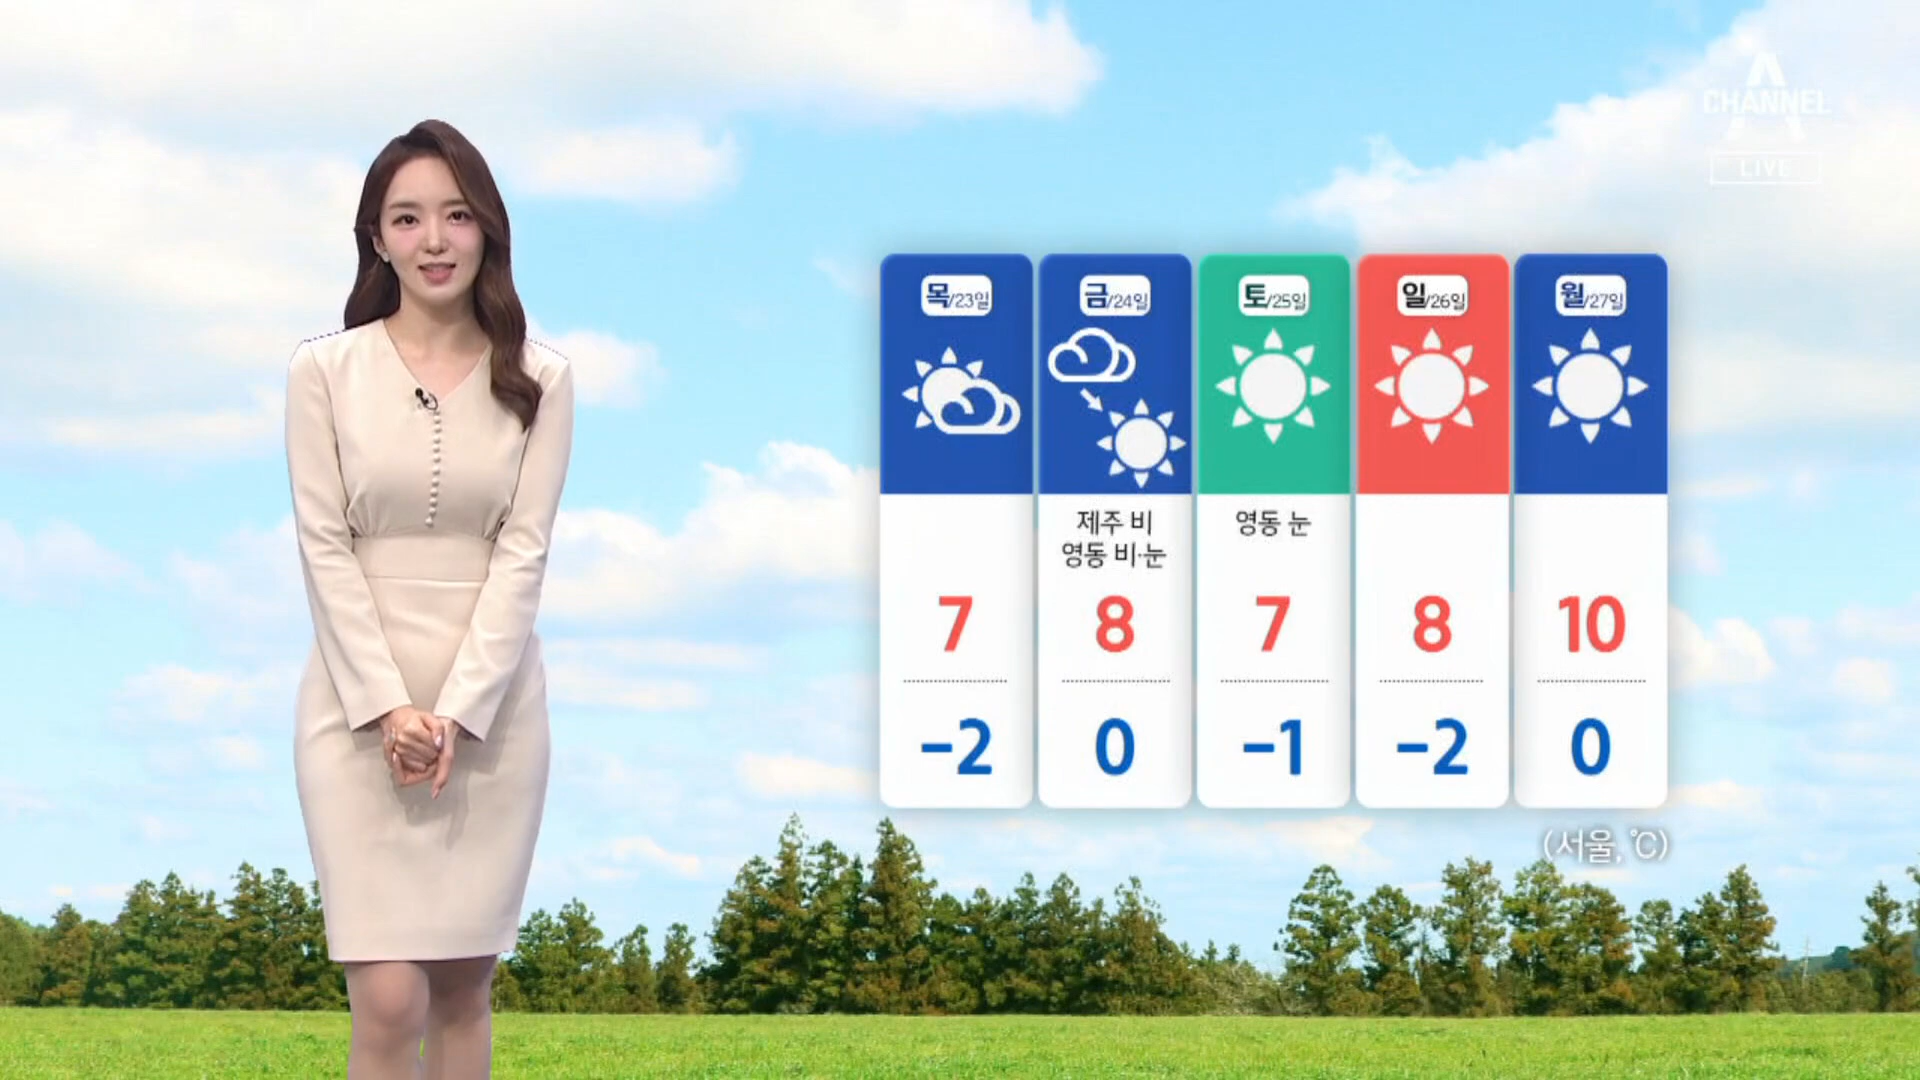 CHANNEL A
LIVE
목/23일
금/24일
토/25일
일/26일
월/27일
제주 비
영동 비·눈
영동 눈
7
8
7
8
10
-2
0
-1
-2
0
(서울, ℃)